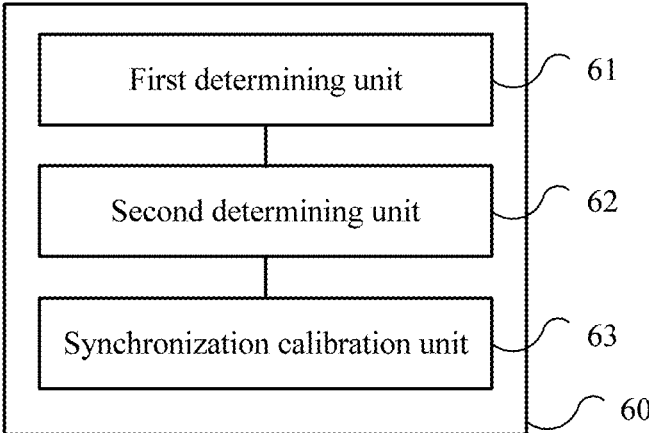 First determining unit 61
Second determining unit 62
Synchronization calibration unit 63
60